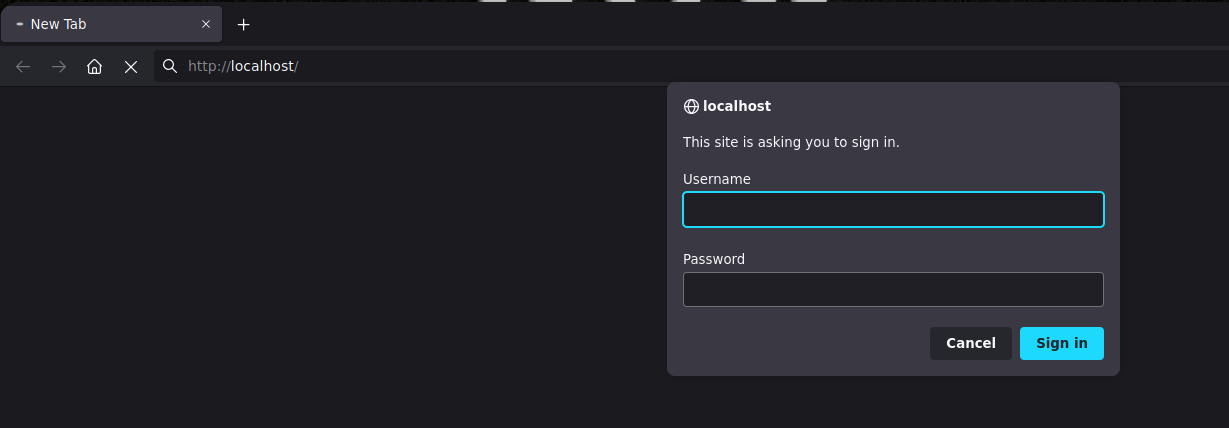 New Tab
http://localhost/
localhost
This site is asking you to sign in.
Username
Password
Cancel Sign in